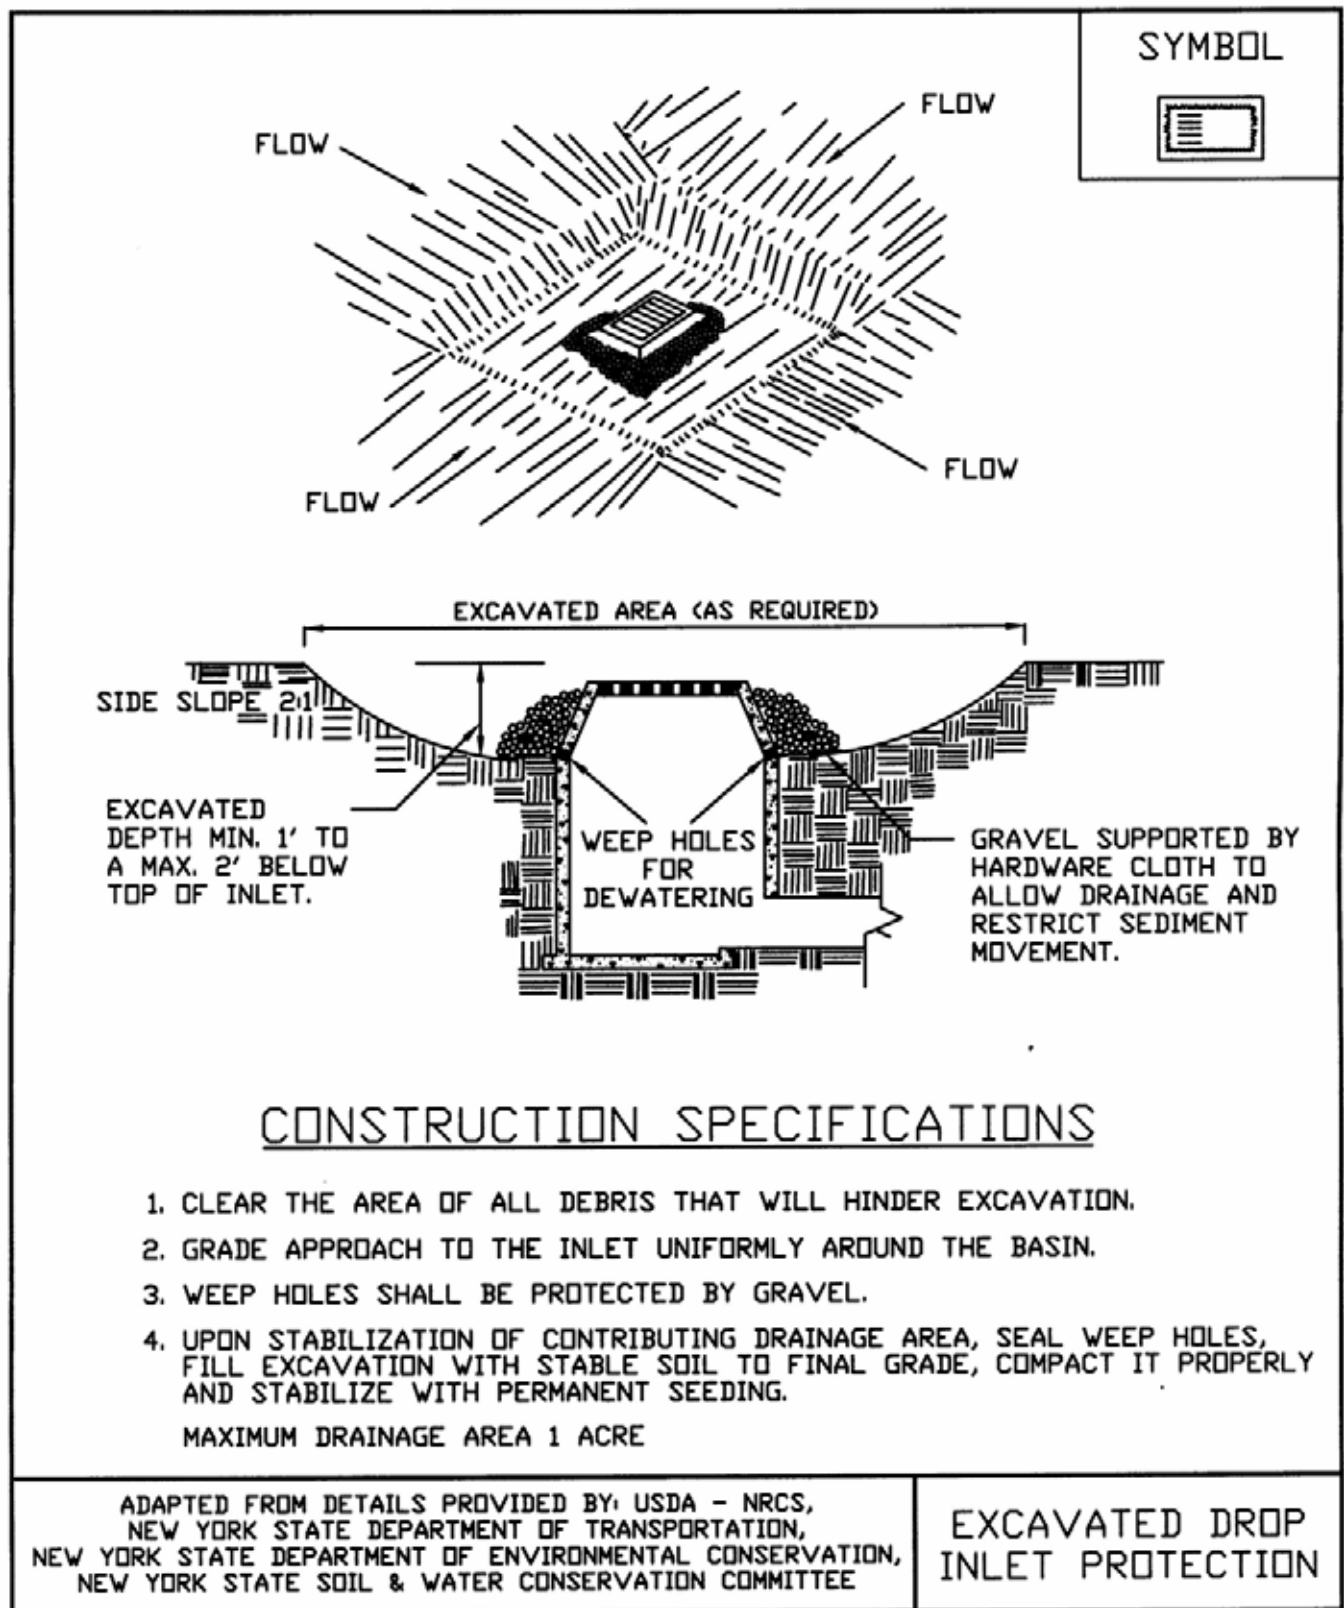 SYMBOL
FLOW
FLOW
FLOW
FLOW
EXCAVATED AREA (AS REQUIRED)
SIDE SLOPE 2:1
EXCAVATED
DEPTH MIN. 1' TO
A MAX. 2' BELOW
TOP OF INLET.
WEEP HOLES
FOR
DEWATERING
GRAVEL SUPPORTED BY
HARDWARE CLOTH TO
ALLOW DRAINAGE AND
RESTRICT SEDIMENT
MOVEMENT.
CONSTRUCTION SPECIFICATIONS
1. CLEAR THE AREA OF ALL DEBRIS THAT WILL HINDER EXCAVATION.
2. GRADE APPROACH TO THE INLET UNIFORMLY AROUND THE BASIN.
3. WEEP HOLES SHALL BE PROTECTED BY GRAVEL.
4. UPON STABILIZATION OF CONTRIBUTING DRAINAGE AREA, SEAL WEEP HOLES,
FILL EXCAVATION WITH STABLE SOIL TO FINAL GRADE, COMPACT IT PROPERLY
AND STABILIZE WITH PERMANENT SEEDING.
MAXIMUM DRAINAGE AREA 1 ACRE
ADAPTED FROM DETAILS PROVIDED BY: USDA - NRCS,
NEW YORK STATE DEPARTMENT OF TRANSPORTATION,
NEW YORK STATE DEPARTMENT OF ENVIRONMENTAL CONSERVATION,
NEW YORK STATE SOIL & WATER CONSERVATION COMMITTEE
EXCAVATED DROP
INLET PROTECTION